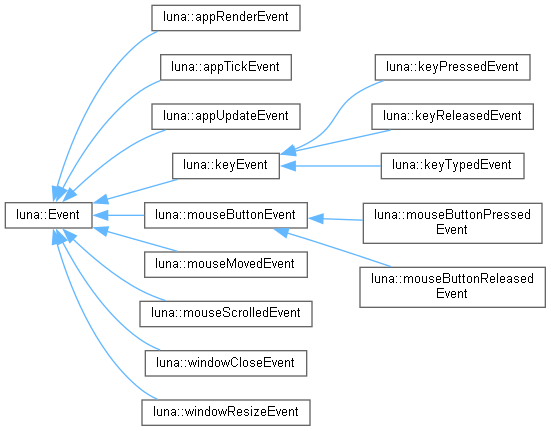 luna::appRenderEvent
luna::appTickEvent
luna::keyPressedEvent
luna::appUpdateEvent
luna::keyReleasedEvent
luna::keyEvent
luna::keyTypedEvent
luna::Event
luna::mouseButtonEvent
luna::mouseButtonPressed
Event
luna::mouseMovedEvent
luna::mouseButtonReleased
Event
luna::mouseScrolledEvent
luna::windowCloseEvent
luna::windowResizeEvent